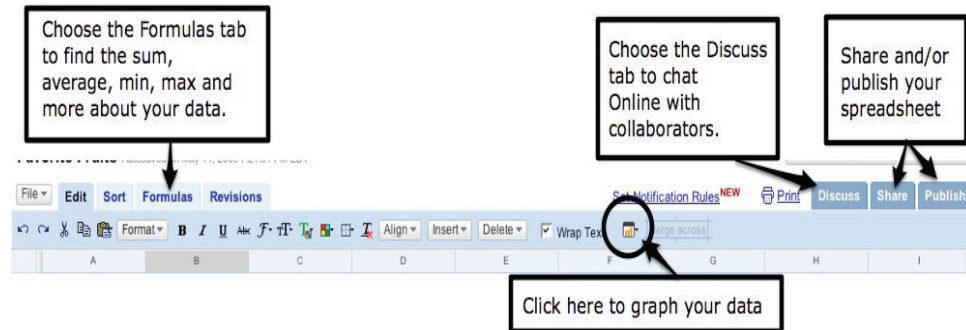 Choose the Formulas tab
to find the sum,
average, min, max and
more about your data.
Choose the Discuss
tab to chat
Online with
collaborators.
Share and/or
publish your
spreadsheet
File Edit Sort Formulas Revisions Set Notification Rules NEW Print Discuss Share Publish
Format B I U Abc Align Insert Delete Wrap Tex Merge across
A B C D E F G H I
Click here to graph your data